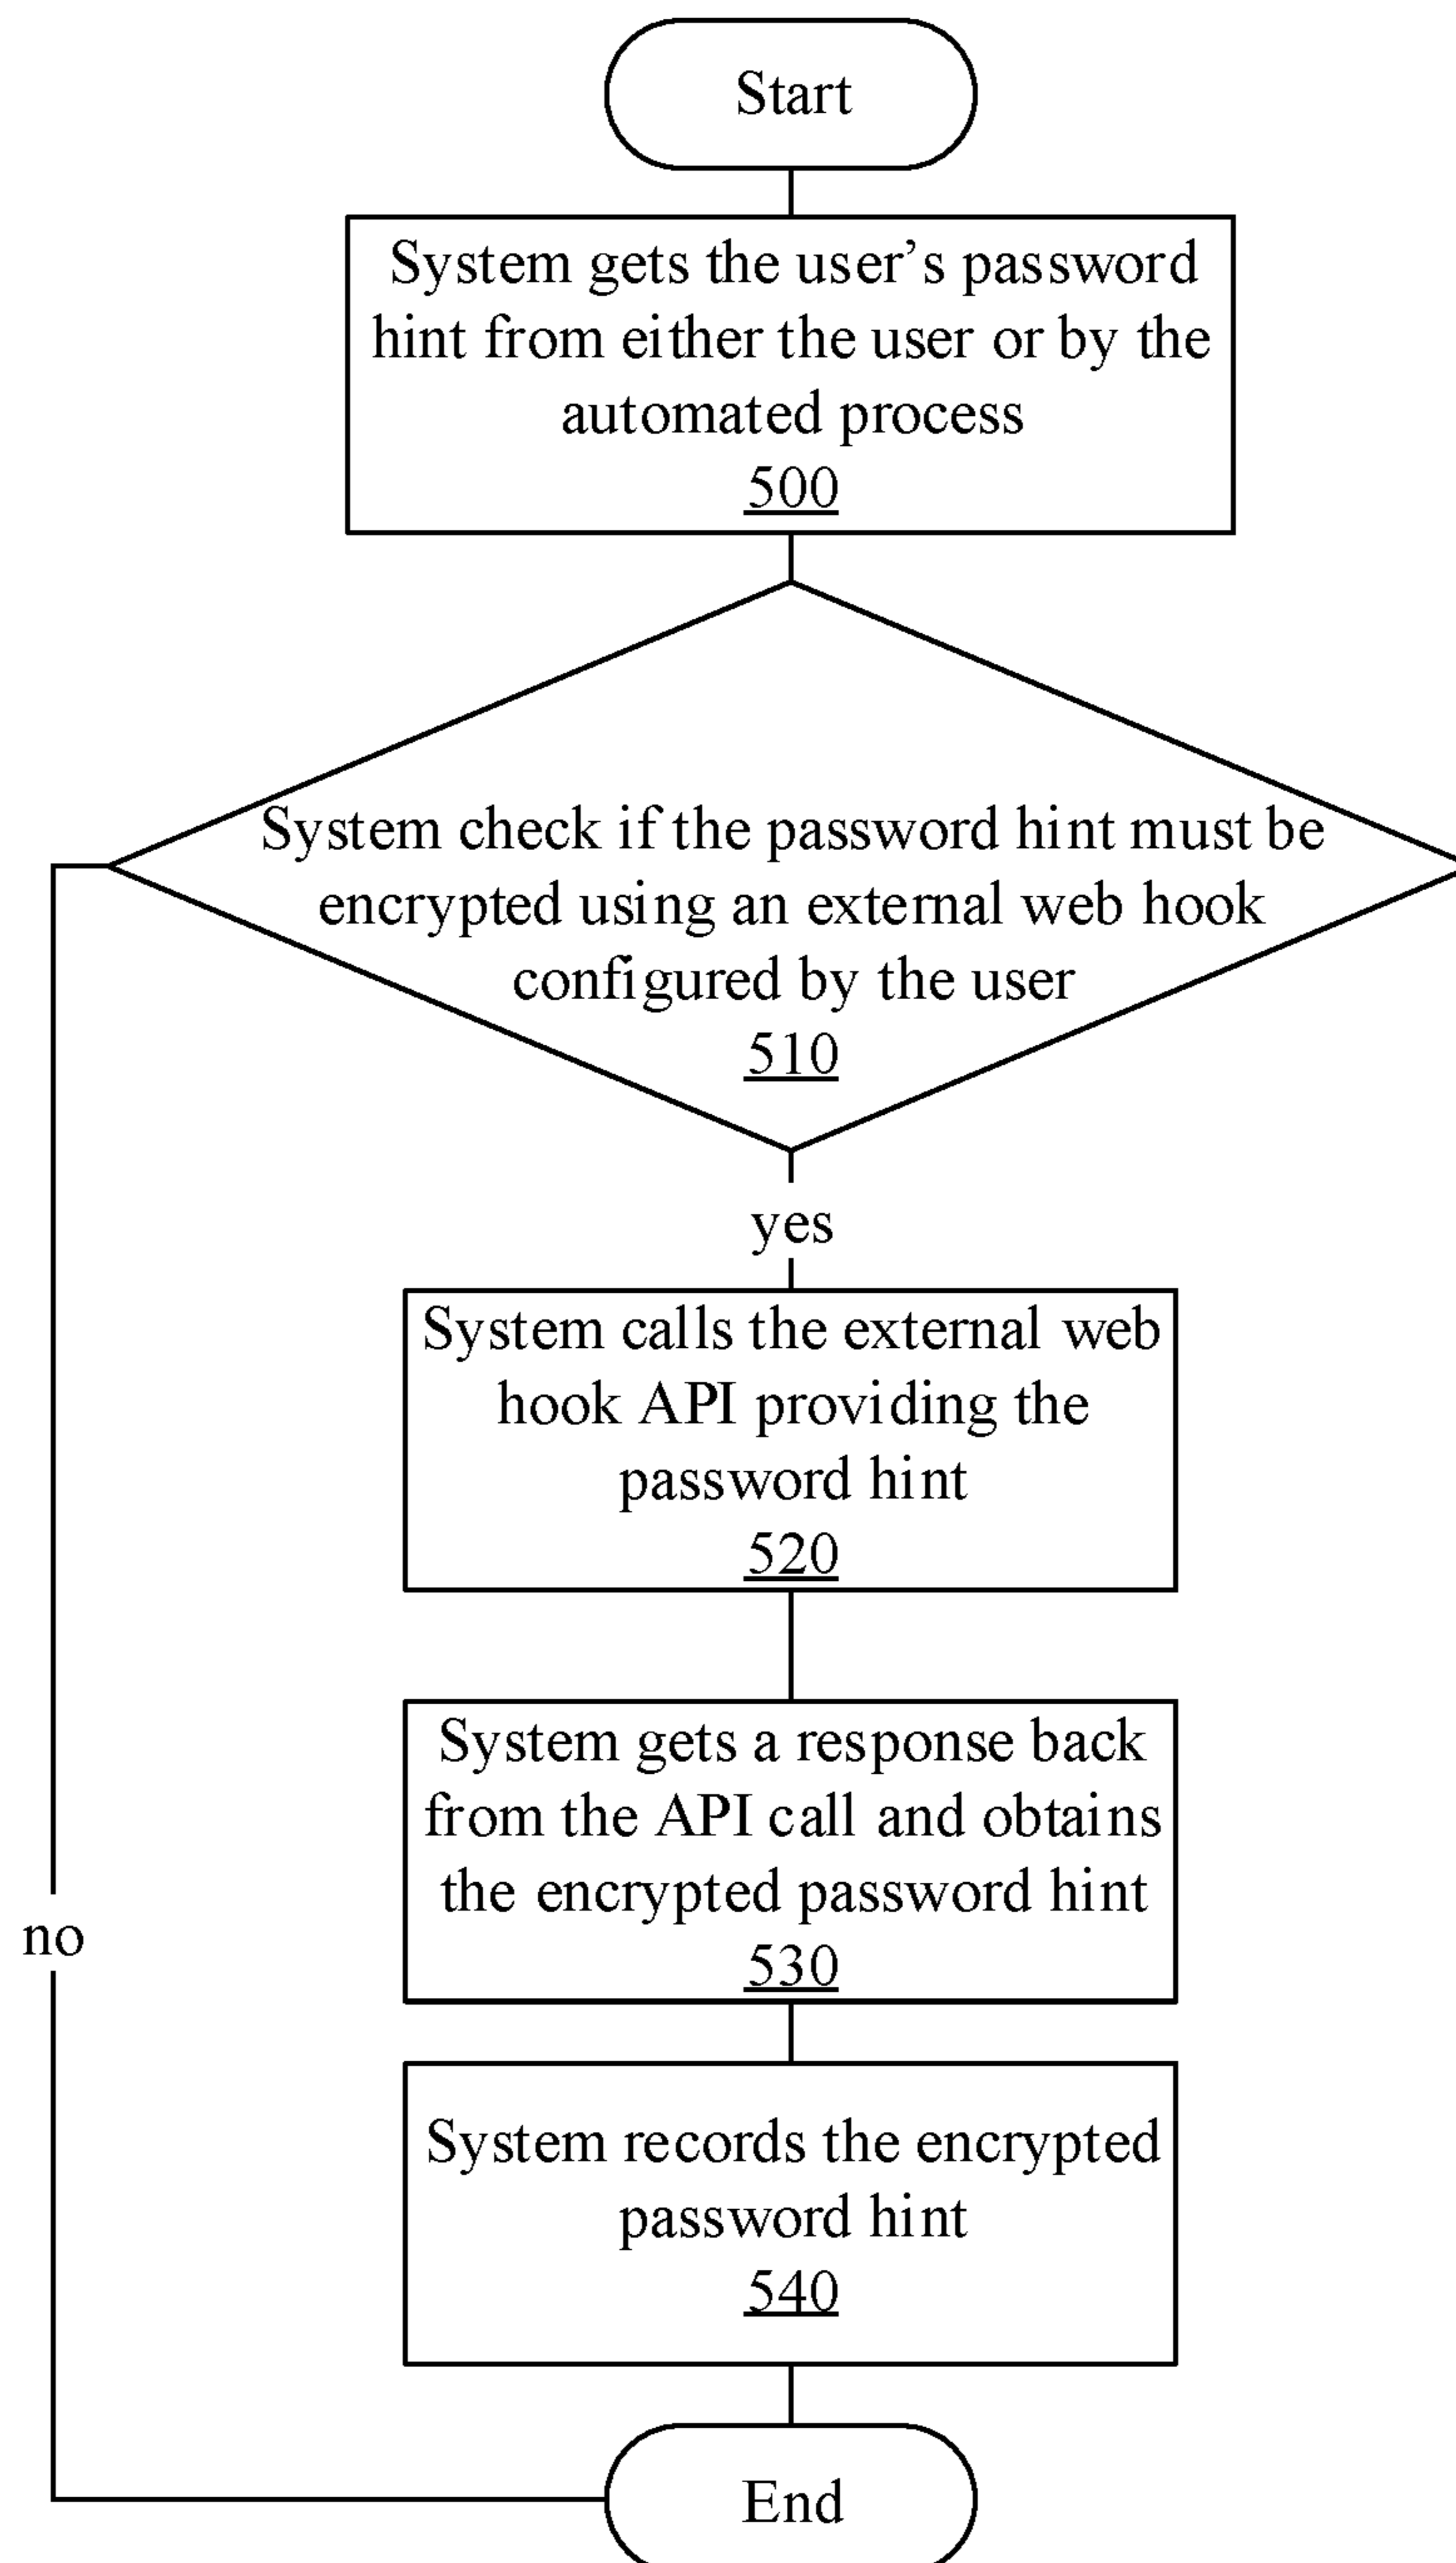 Start
System gets the user’s password
hint from either the user or by the
automated process
500
System check if the password hint must be
encrypted using an external web hook
configured by the user
510
yes
System calls the external web
hook API providing the
password hint
520
System gets a response back
from the API call and obtains
the encrypted password hint
530
no
System records the encrypted
password hint
540
End